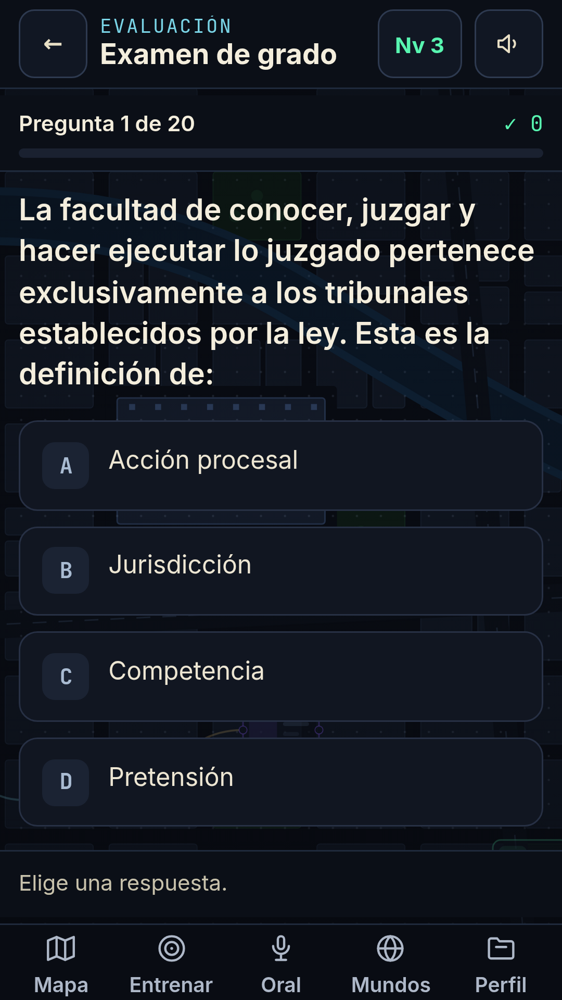 ←
EVALUACIÓN
Examen de grado
Nv 3
Pregunta 1 de 20
✓ 0
La facultad de conocer, juzgar y
hacer ejecutar lo juzgado pertenece
exclusivamente a los tribunales
establecidos por la ley. Esta es la
definición de:
A Acción procesal
B Jurisdicción
C Competencia
D Pretensión
Elige una respuesta.
Mapa Entrenar Oral Mundos Perfil